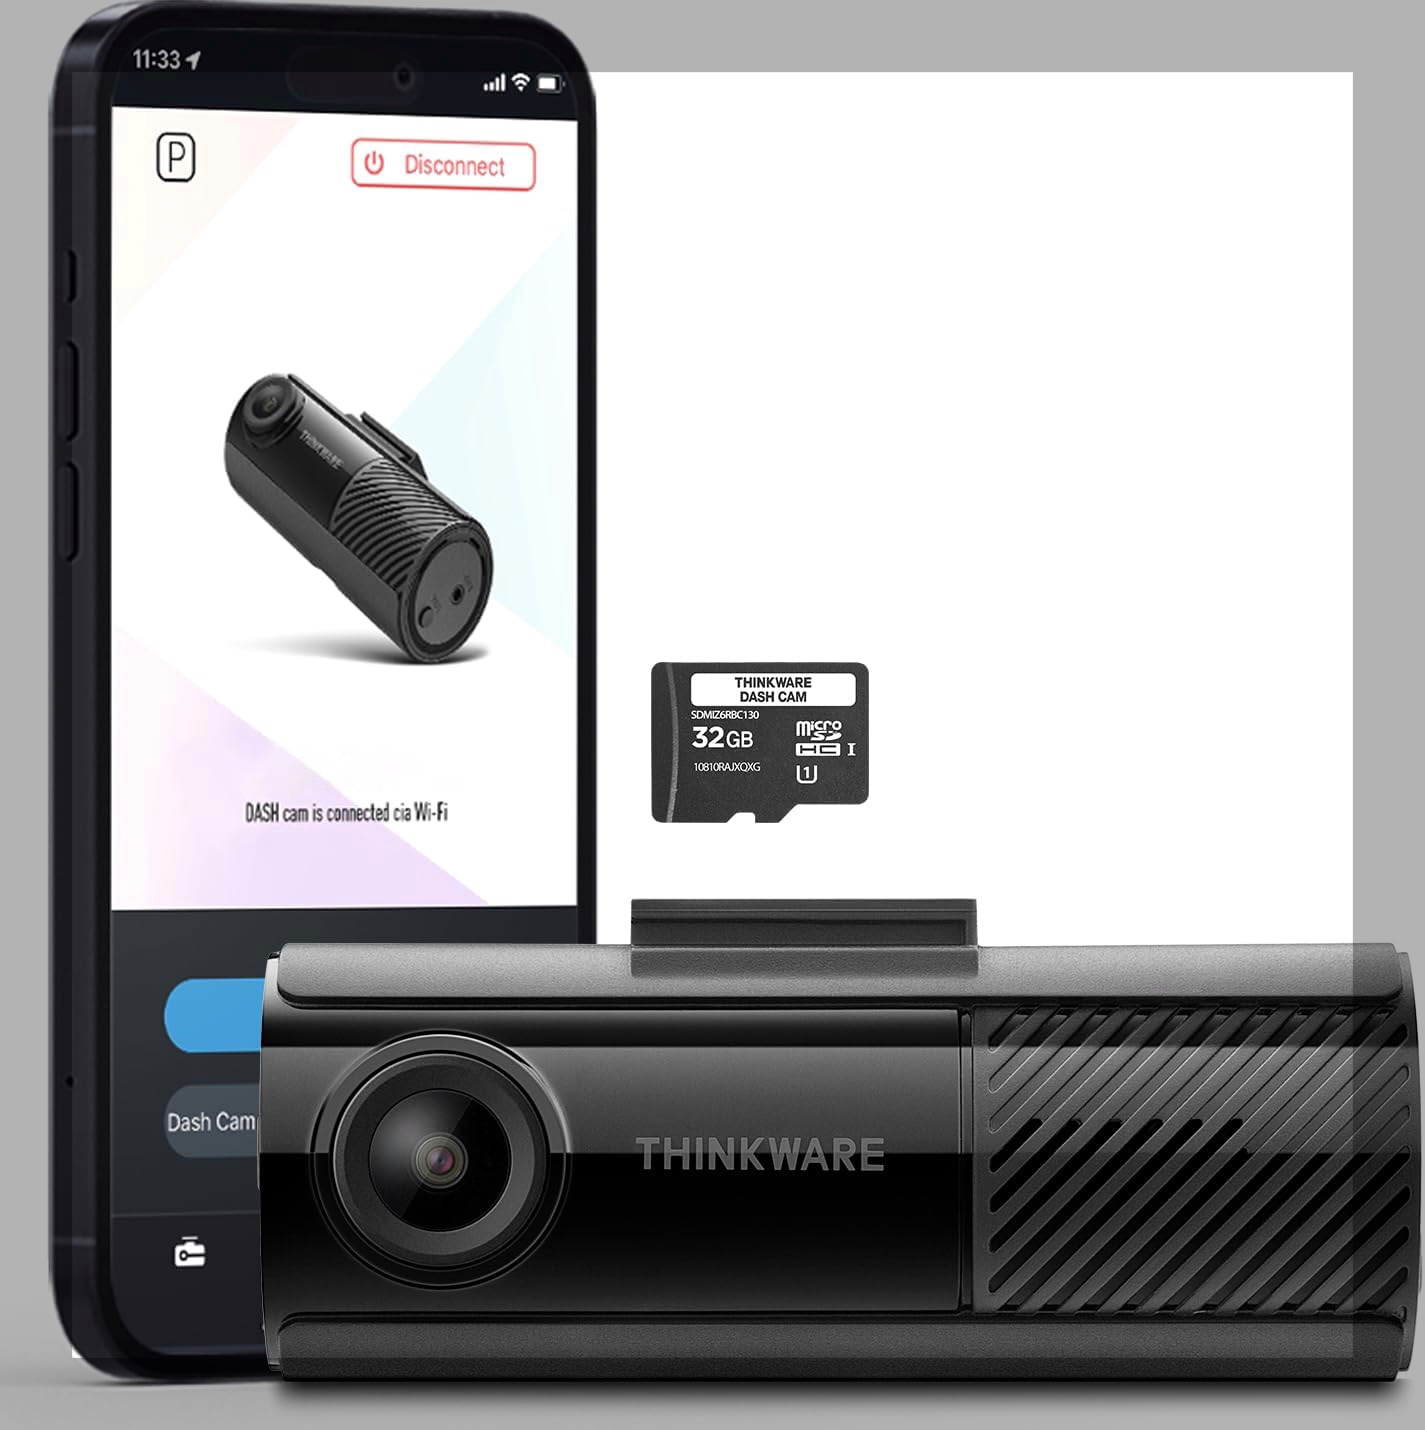 11:33
P
Disconnect
THINKWARE
DASH cam is connected cia Wi-Fi
THINKWARE
DASH CAM
SDMIZ6RBC130
32GB
micro
SD
HC I
10810RAJXQXG
1
Dash Cam
THINKWARE